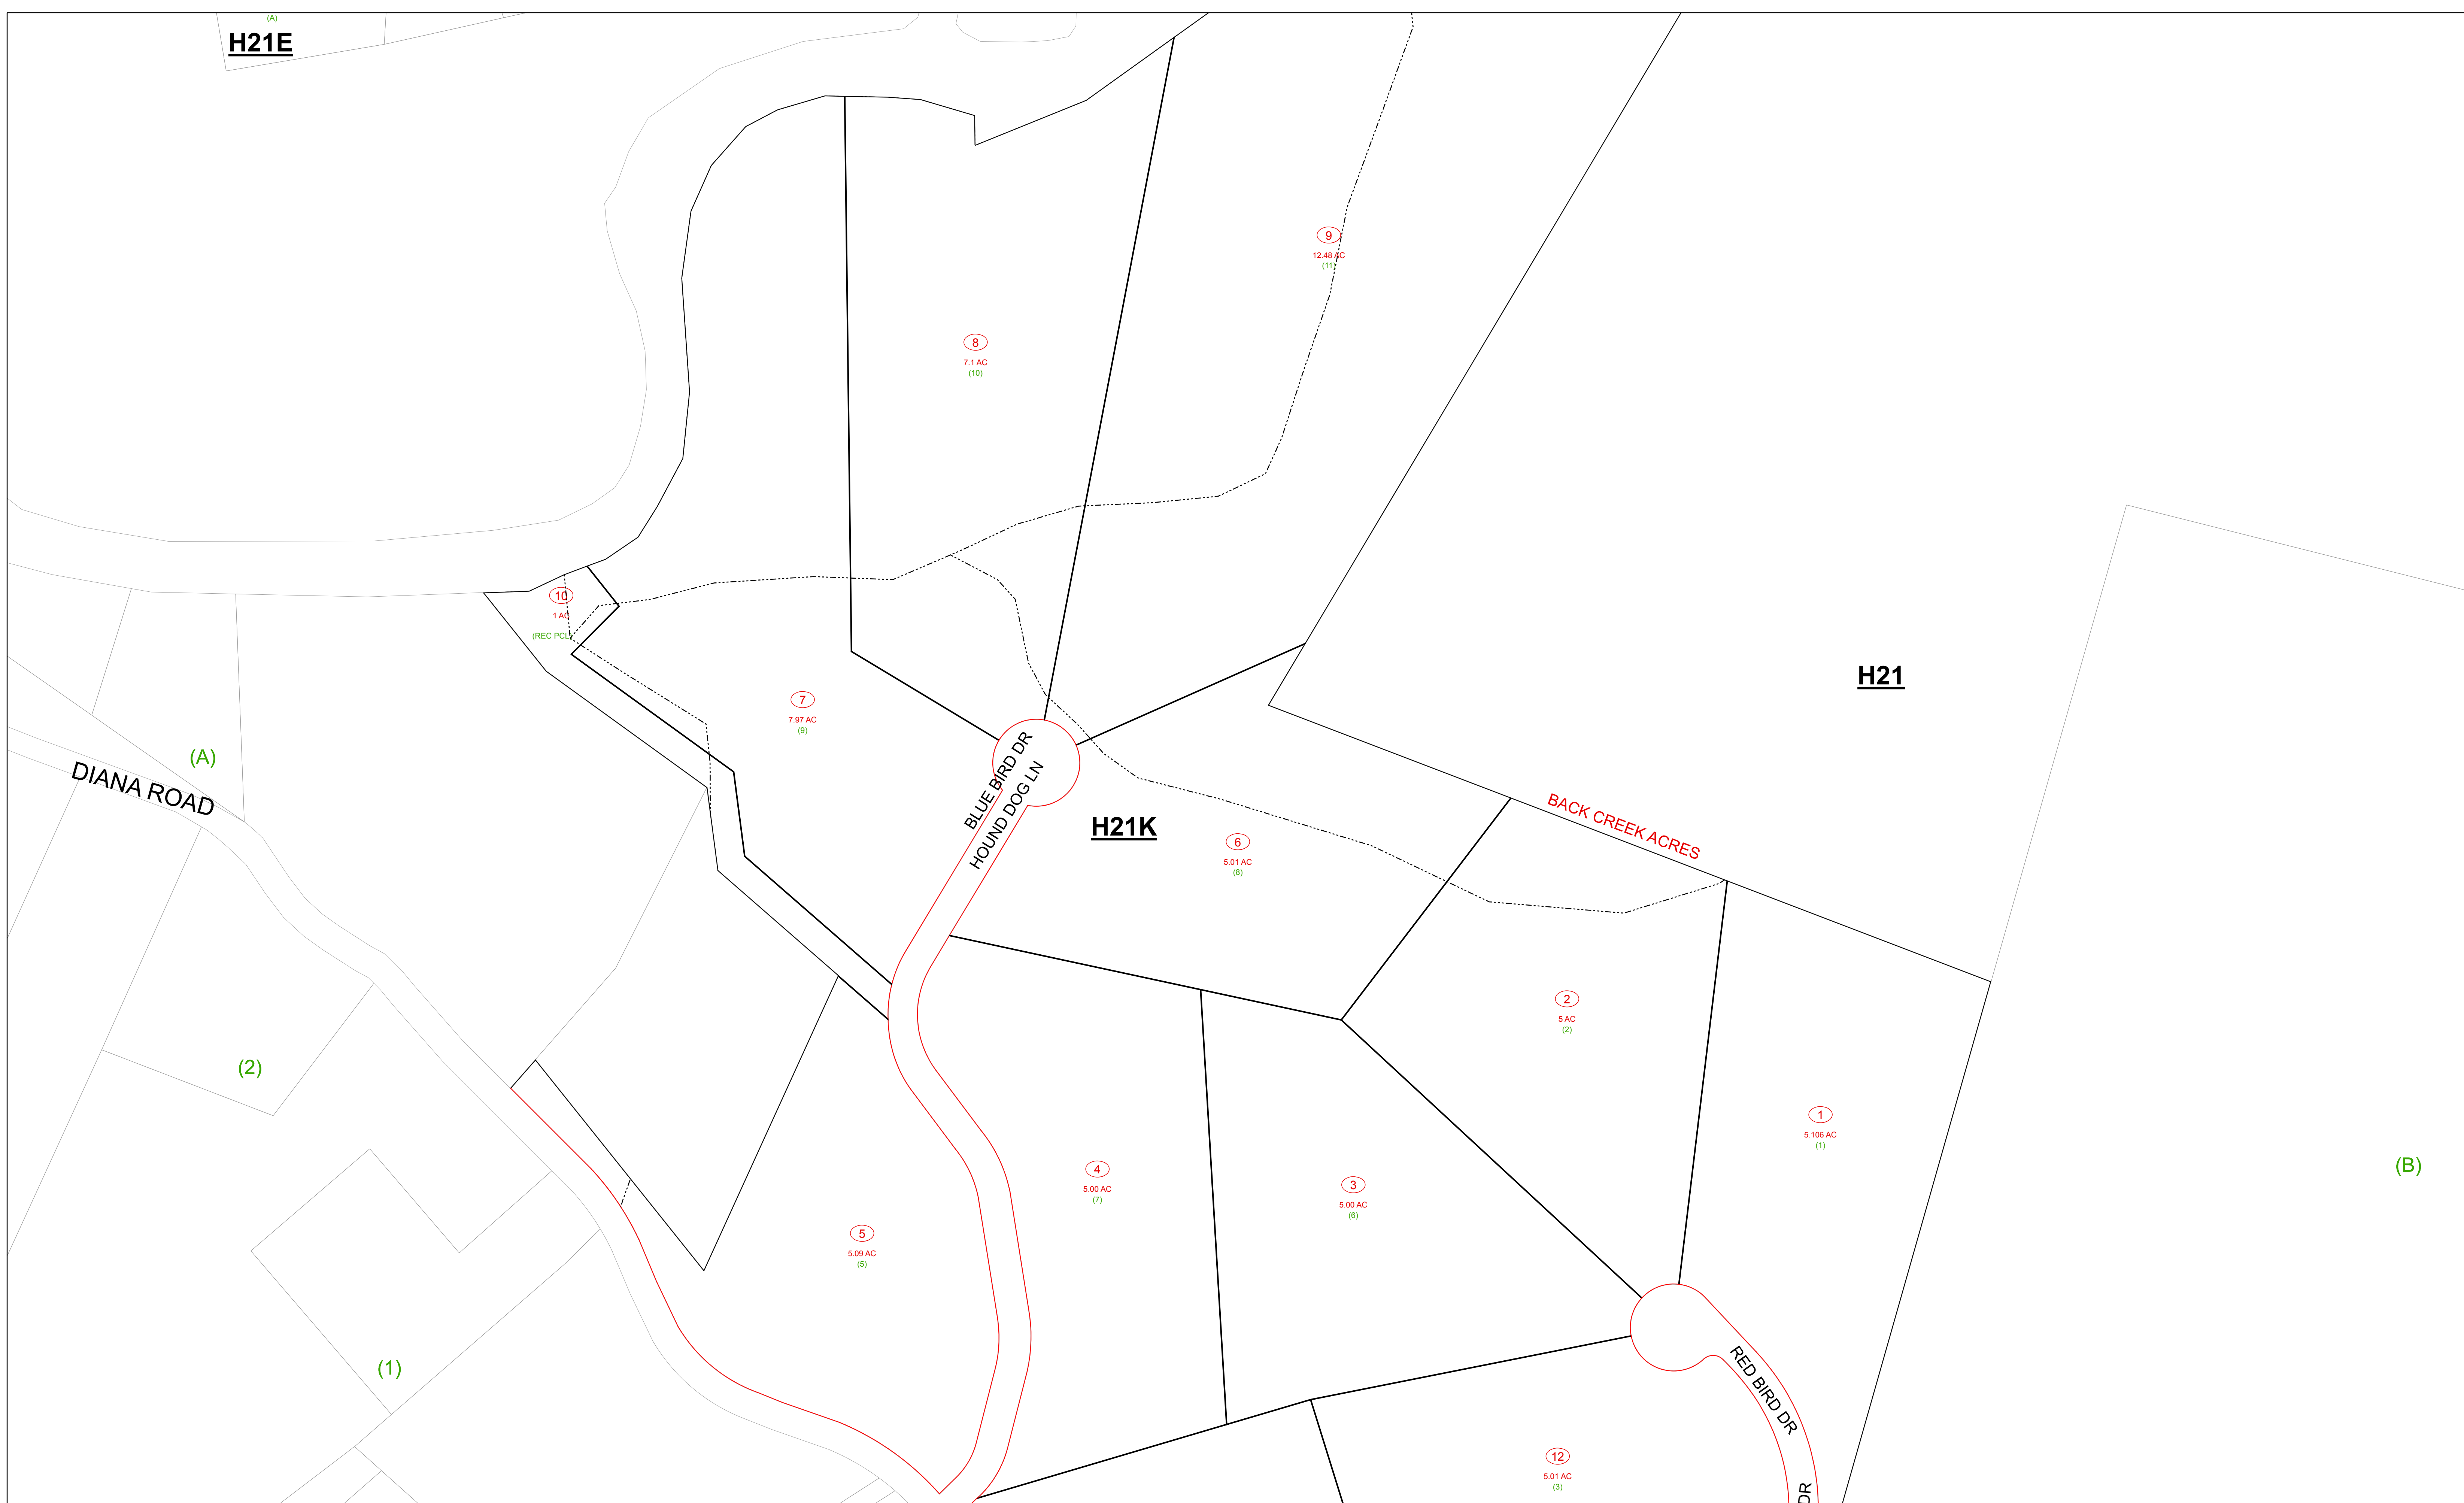 (A)
H21E
9
12.48 AC
(11)
8
7.1 AC
(10)
10
1 AC
(REC PCL)
H21
7
7.97 AC
(9)
(A)
DIANA ROAD
BLUE BIRD DR
HOUND DOG LN
H21K
BACK CREEK ACRES
6
5.01 AC
(8)
2
5 AC
(2)
(2)
1
5.106 AC
(1)
(B)
4
5.00 AC
(7)
3
5.00 AC
(6)
5
5.09 AC
(5)
(1)
RED BIRD DR
12
5.01 AC
(3)
DR